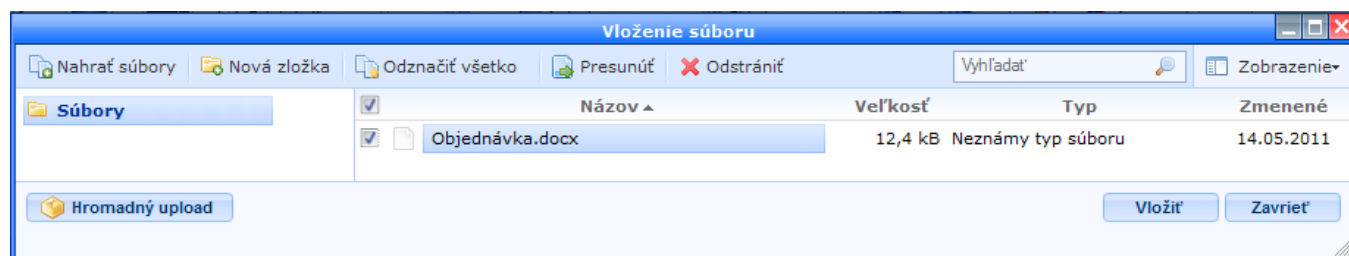 Vloženie súboru
Nahrať súbory Nová zložka Odznačiť všetko Presunúť Odstrániť Vyhľadať Zobrazenie
Súbory Názov Veľkosť Typ Zmenené
Objednávka.docx 12,4 kB Neznámy typ súboru 14.05.2011
Hromadný upload Vložiť Zavrieť